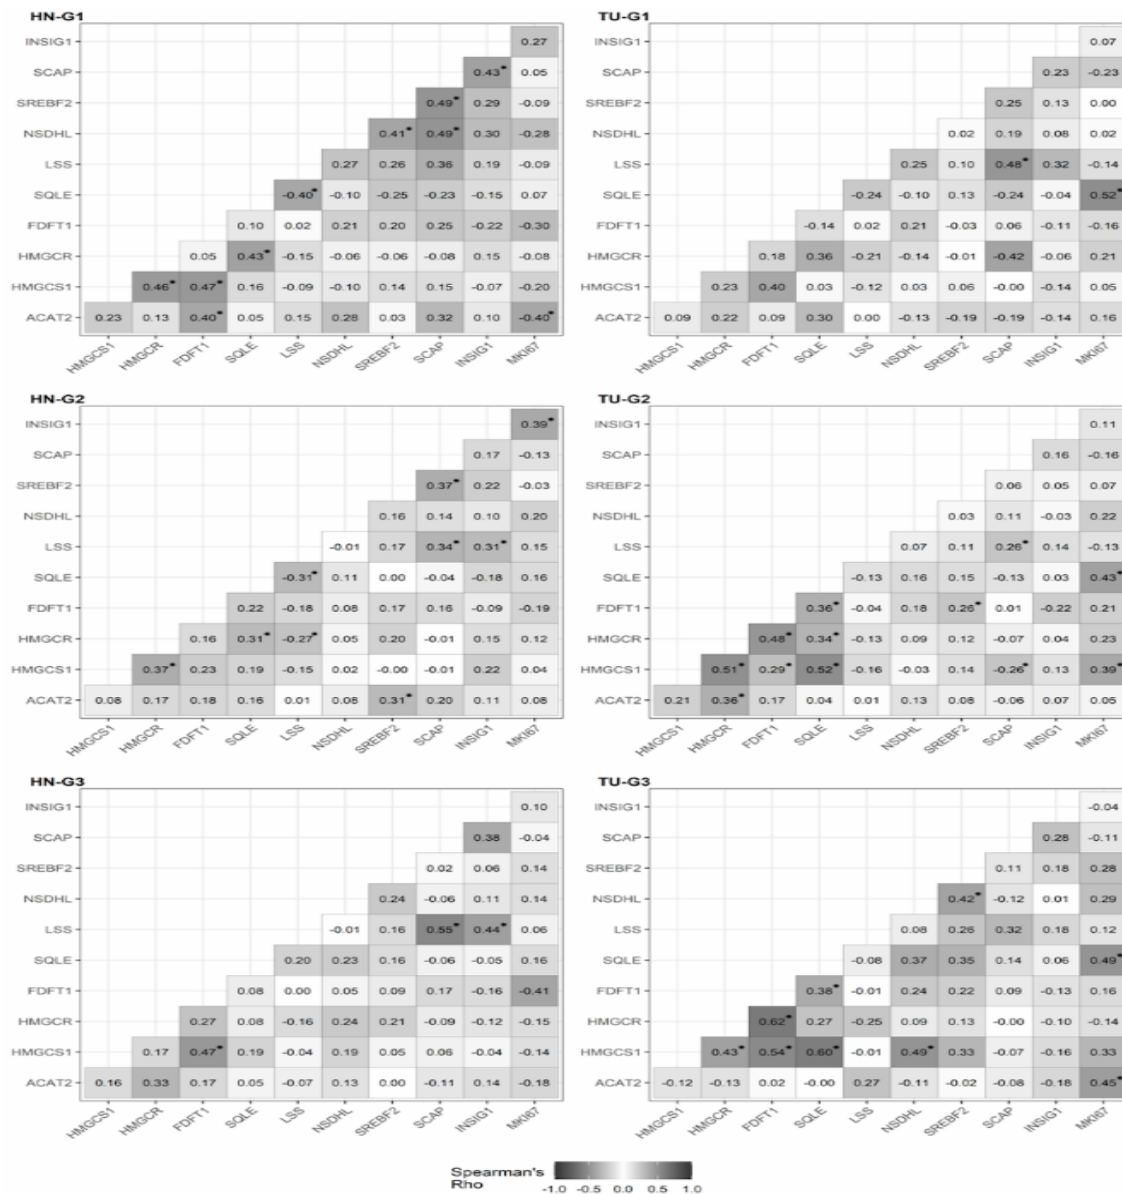 HN-G1
INSIG1 0.27
SCAP 0.43* 0.05
SREBF2 0.49* 0.29 -0.09
NSDHL 0.41* 0.49* 0.30 -0.28
LSS 0.27 0.26 0.36 0.19 -0.09
SQLE -0.40* -0.10 -0.25 -0.23 -0.15 0.07
FDFT1 0.10 0.02 0.21 0.20 0.25 -0.22 -0.30
HMGCR 0.05 0.43* -0.15 -0.06 -0.06 -0.08 0.15 -0.08
HMGCS1 0.46* 0.47* 0.16 -0.09 -0.10 0.14 0.15 -0.07 -0.20
ACAT2 0.23 0.13 0.40* 0.05 0.15 0.28 0.03 0.32 0.10 -0.40*
HMGCS1 HMGCR FDFT1 SQLE LSS NSDHL SREBF2 SCAP INSIG1 MKI67
TU-G1
INSIG1 0.07
SCAP 0.23 -0.23
SREBF2 0.25 0.13 0.00
NSDHL 0.02 0.19 0.08 0.02
LSS 0.25 0.10 0.48* 0.32 -0.14
SQLE -0.24 -0.10 0.13 -0.24 -0.04 0.52*
FDFT1 -0.14 0.02 0.21 -0.03 0.06 -0.11 -0.16
HMGCR 0.18 0.36 -0.21 -0.14 -0.01 -0.42 -0.06 0.21
HMGCS1 0.23 0.40 0.03 -0.12 0.03 0.06 -0.00 -0.14 0.05
ACAT2 0.09 0.22 0.09 0.30 0.00 -0.13 -0.19 -0.19 -0.14 0.16
HMGCS1 HMGCR FDFT1 SQLE LSS NSDHL SREBF2 SCAP INSIG1 MKI67
HN-G2
INSIG1 0.39*
SCAP 0.17 -0.13
SREBF2 0.37* 0.22 -0.03
NSDHL 0.16 0.14 0.10 0.20
LSS -0.01 0.17 0.34* 0.31* 0.15
SQLE -0.31* 0.11 0.00 -0.04 -0.18 0.16
FDFT1 0.22 -0.18 0.08 0.17 0.16 -0.09 -0.19
HMGCR 0.16 0.31* -0.27* 0.05 0.20 -0.01 0.15 0.12
HMGCS1 0.37* 0.23 0.19 -0.15 0.02 -0.00 -0.01 0.22 0.04
ACAT2 0.08 0.17 0.18 0.16 0.01 0.08 0.31* 0.20 0.11 0.08
HMGCS1 HMGCR FDFT1 SQLE LSS NSDHL SREBF2 SCAP INSIG1 MKI67
TU-G2
INSIG1 0.11
SCAP 0.16 -0.16
SREBF2 0.06 0.05 0.07
NSDHL 0.03 0.11 -0.03 0.22
LSS 0.07 0.11 0.26* 0.14 -0.13
SQLE -0.13 0.16 0.15 -0.13 0.03 0.43*
FDFT1 0.36* -0.04 0.18 0.26* 0.01 -0.22 0.21
HMGCR 0.48* 0.34* -0.13 0.09 0.12 -0.07 0.04 0.23
HMGCS1 0.51* 0.29* 0.52* -0.16 -0.03 0.14 -0.26* 0.13 0.39*
ACAT2 0.21 0.36* 0.17 0.04 0.01 0.13 0.08 -0.06 0.07 0.05
HMGCS1 HMGCR FDFT1 SQLE LSS NSDHL SREBF2 SCAP INSIG1 MKI67
HN-G3
INSIG1 0.10
SCAP 0.38 -0.04
SREBF2 0.02 0.06 0.14
NSDHL 0.24 -0.06 0.11 0.14
LSS -0.01 0.16 0.55* 0.44* 0.06
SQLE 0.20 0.23 0.16 -0.06 -0.05 0.16
FDFT1 0.08 0.00 0.05 0.09 0.17 -0.16 -0.41
HMGCR 0.27 0.08 -0.16 0.24 0.21 -0.09 -0.12 -0.15
HMGCS1 0.17 0.47* 0.19 -0.04 0.19 0.05 0.06 -0.04 -0.14
ACAT2 0.16 0.33 0.17 0.05 -0.07 0.13 0.00 -0.11 0.14 -0.18
HMGCS1 HMGCR FDFT1 SQLE LSS NSDHL SREBF2 SCAP INSIG1 MKI67
TU-G3
INSIG1 -0.04
SCAP 0.28 -0.11
SREBF2 0.11 0.18 0.28
NSDHL 0.42* -0.12 0.01 0.29
LSS 0.08 0.26 0.32 0.18 0.12
SQLE -0.08 0.37 0.35 0.14 0.06 0.49*
FDFT1 0.38* -0.01 0.24 0.22 0.09 -0.13 0.16
HMGCR 0.62* 0.27 -0.25 0.09 0.13 -0.00 -0.10 -0.14
HMGCS1 0.43* 0.54* 0.60* -0.01 0.49* 0.33 -0.07 -0.16 0.33
ACAT2 -0.12 -0.13 0.02 -0.00 0.27 -0.11 -0.02 -0.08 -0.18 0.45*
HMGCS1 HMGCR FDFT1 SQLE LSS NSDHL SREBF2 SCAP INSIG1 MKI67
Spearman's
Rho
-1.0 -0.5 0.0 0.5 1.0